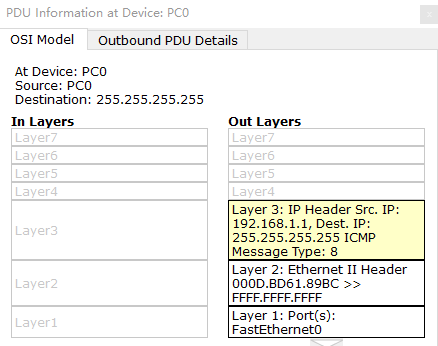 PDU Information at Device: PC0
x
OSI Model
Outbound PDU Details
At Device: PC0
Source: PC0
Destination: 255.255.255.255
In Layers
Layer7
Layer6
Layer5
Layer4
Layer3
Layer2
Layer1
Out Layers
Layer7
Layer6
Layer5
Layer4
Layer 3: IP Header Src. IP:
192.168.1.1, Dest. IP:
255.255.255.255 ICMP
Message Type: 8
Layer 2: Ethernet II Header
000D.BD61.89BC >>
FFFF.FFFF.FFFF
Layer 1: Port(s):
FastEthernet0